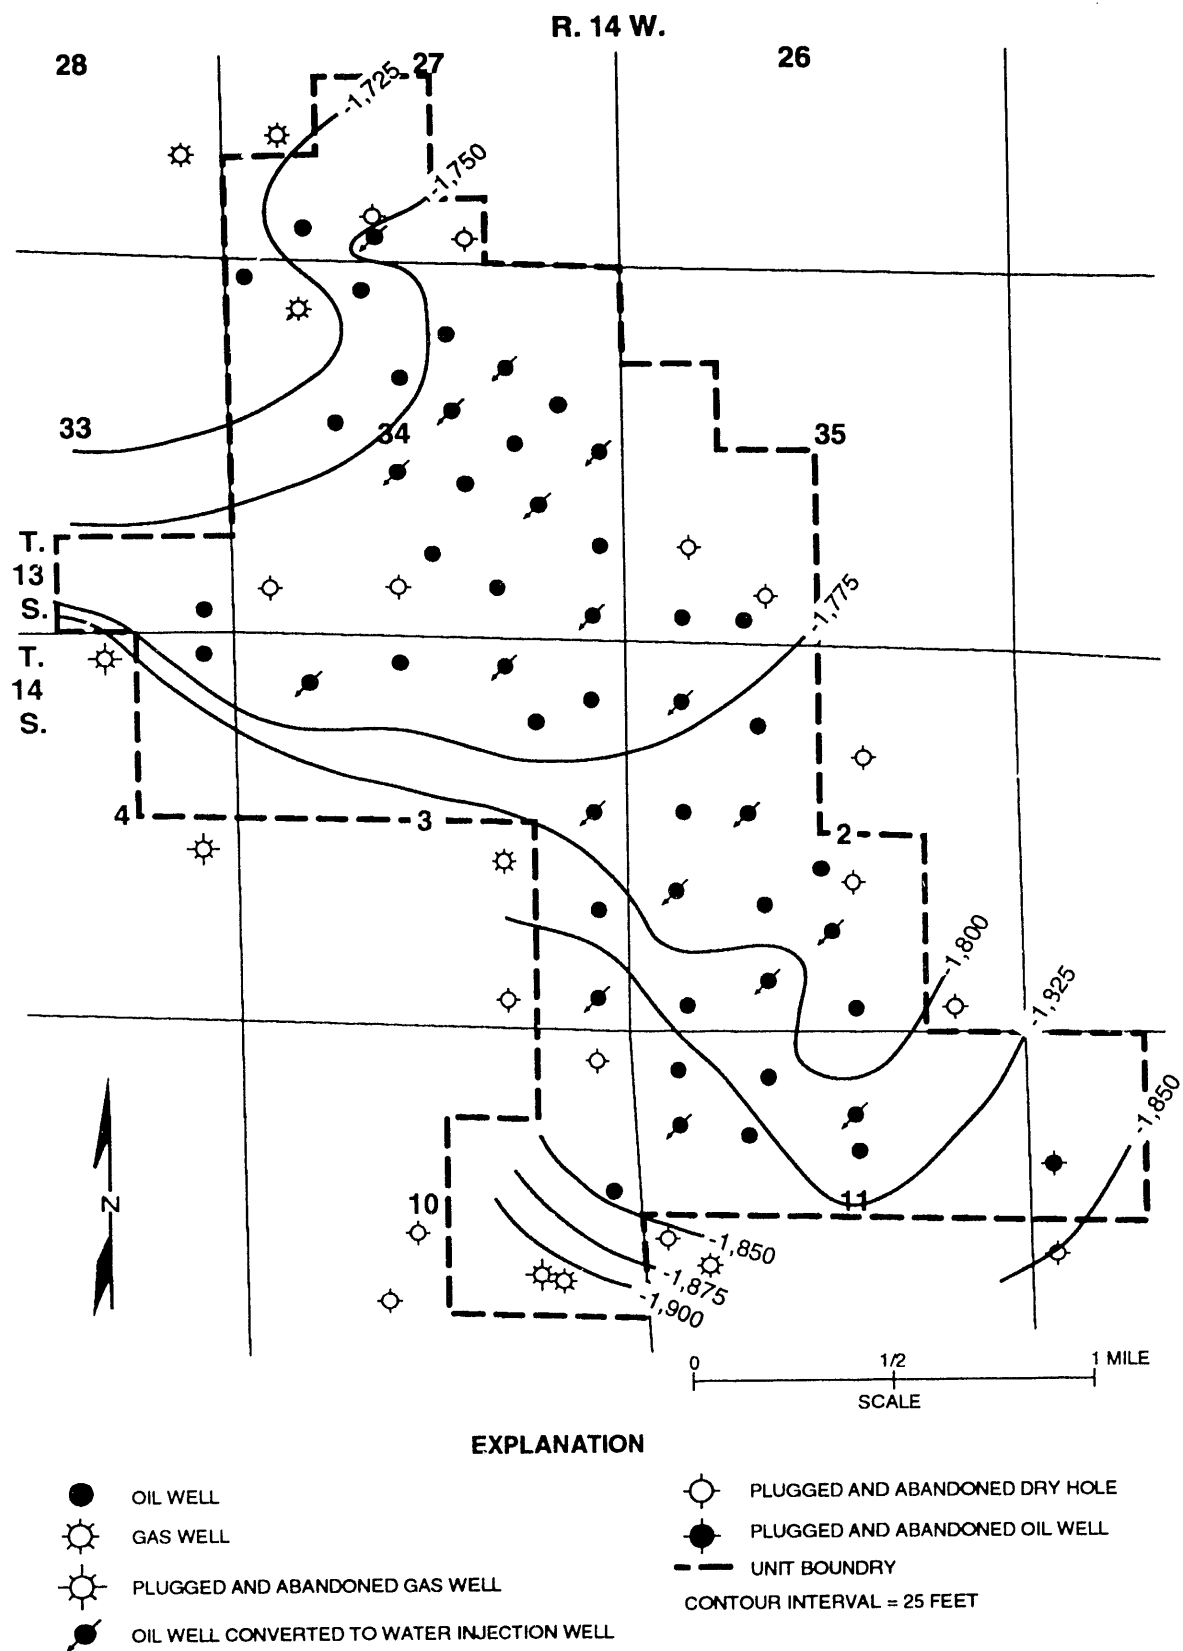 R. 14 W.
28
27
26
-1,725
-1,750
33
34
35
T.
13
S.
-1,775
T.
14
S.
4
3
2
-1,800
-1,825
-1,850
10
11
N
-1,850
-1,875
-1,900
0 1/2 1 MILE
SCALE
EXPLANATION
OIL WELL
GAS WELL
PLUGGED AND ABANDONED GAS WELL
OIL WELL CONVERTED TO WATER INJECTION WELL
PLUGGED AND ABANDONED DRY HOLE
PLUGGED AND ABANDONED OIL WELL
UNIT BOUNDRY
CONTOUR INTERVAL = 25 FEET